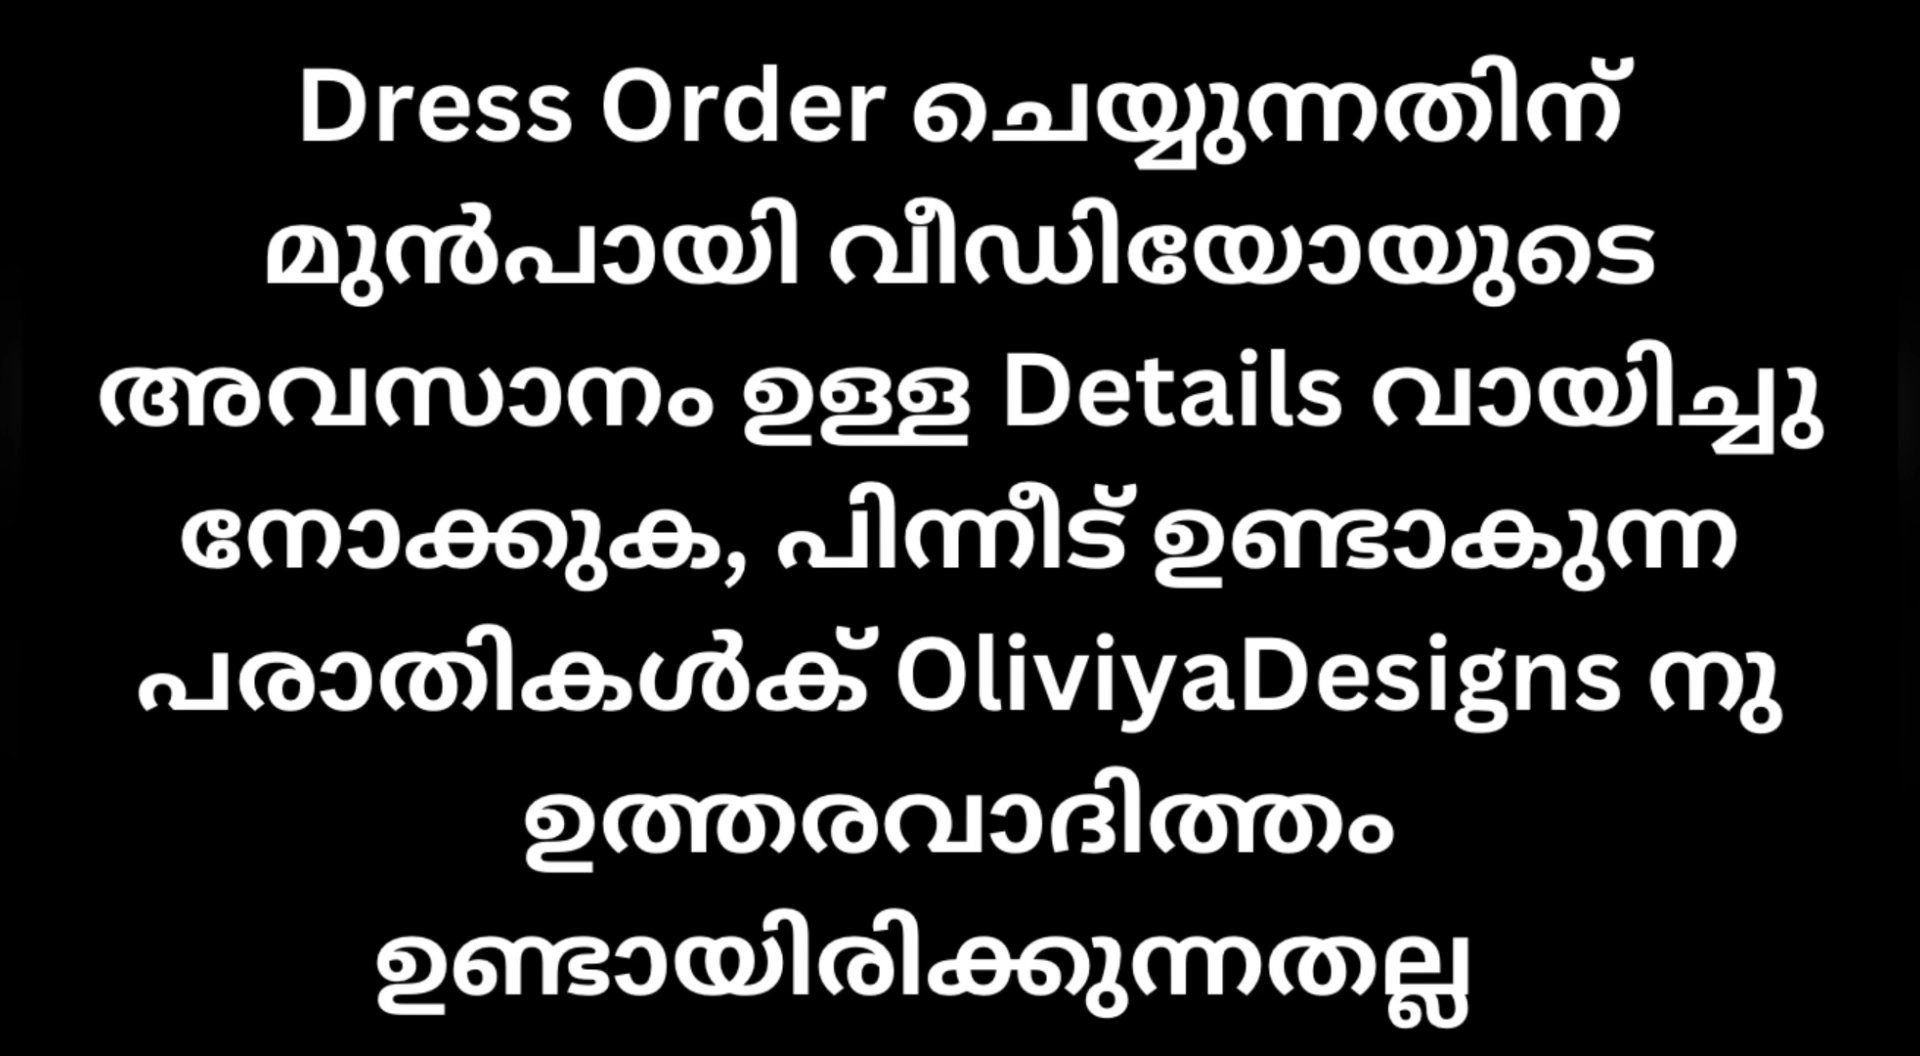 Dress Order ചെയ്യുന്നതിന്
മുൻപായി വീഡിയോയുടെ
അവസാനം ഉള്ള Details വായിച്ചു
നോക്കുക, പിന്നീട് ഉണ്ടാകുന്ന
പരാതികൾക് OliviyaDesigns നു
ഉത്തരവാദിത്തം
ഉണ്ടായിരിക്കുന്നതല്ല